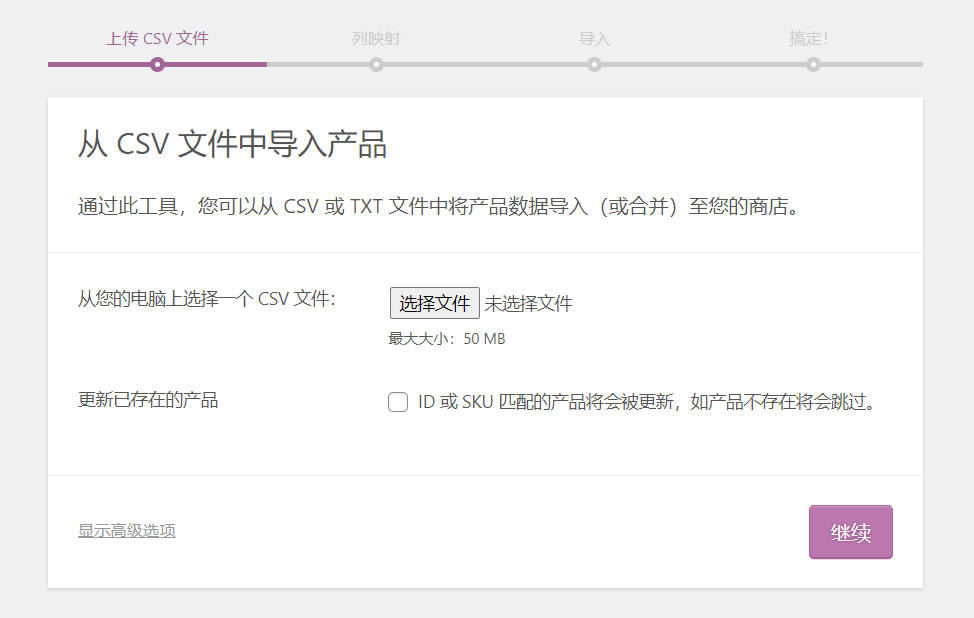 上传 CSV 文件
列映射
导入
搞定!
从 CSV 文件中导入产品
通过此工具，您可以从 CSV 或 TXT 文件中将产品数据导入（或合并）至您的商店。
从您的电脑上选择一个 CSV 文件：
选择文件 未选择文件
最大大小：50 MB
更新已存在的产品
ID 或 SKU 匹配的产品将会被更新，如产品不存在将会跳过。
显示高级选项
继续